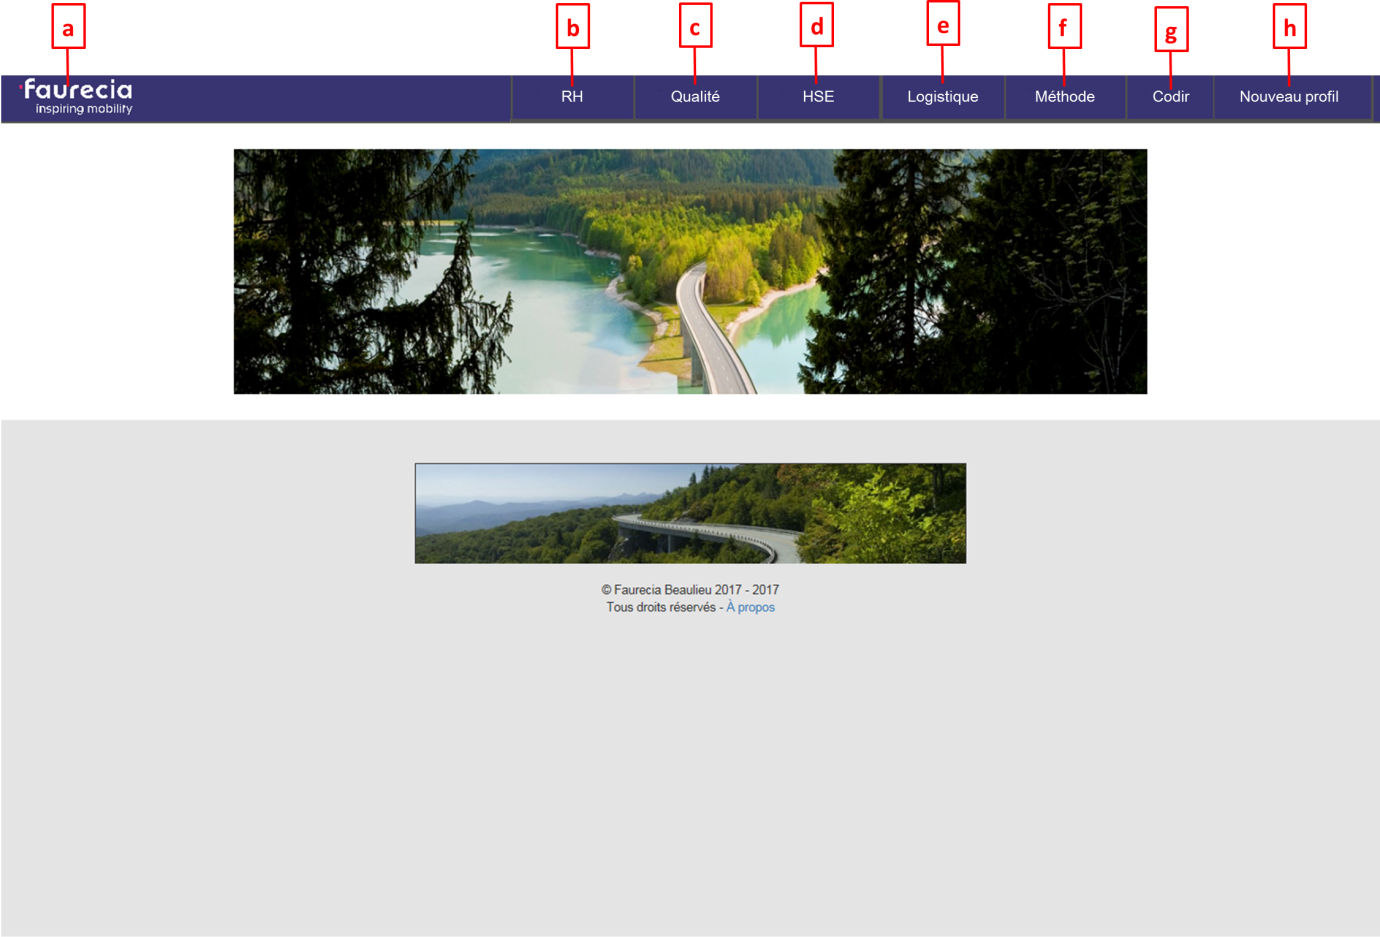 a b c d e f g h
faurecia RH Qualité HSE Logistique Méthode Codir Nouveau profil
inspiring mobility
© Faurecia Beaulieu 2017 - 2017
Tous droits réservés - À propos